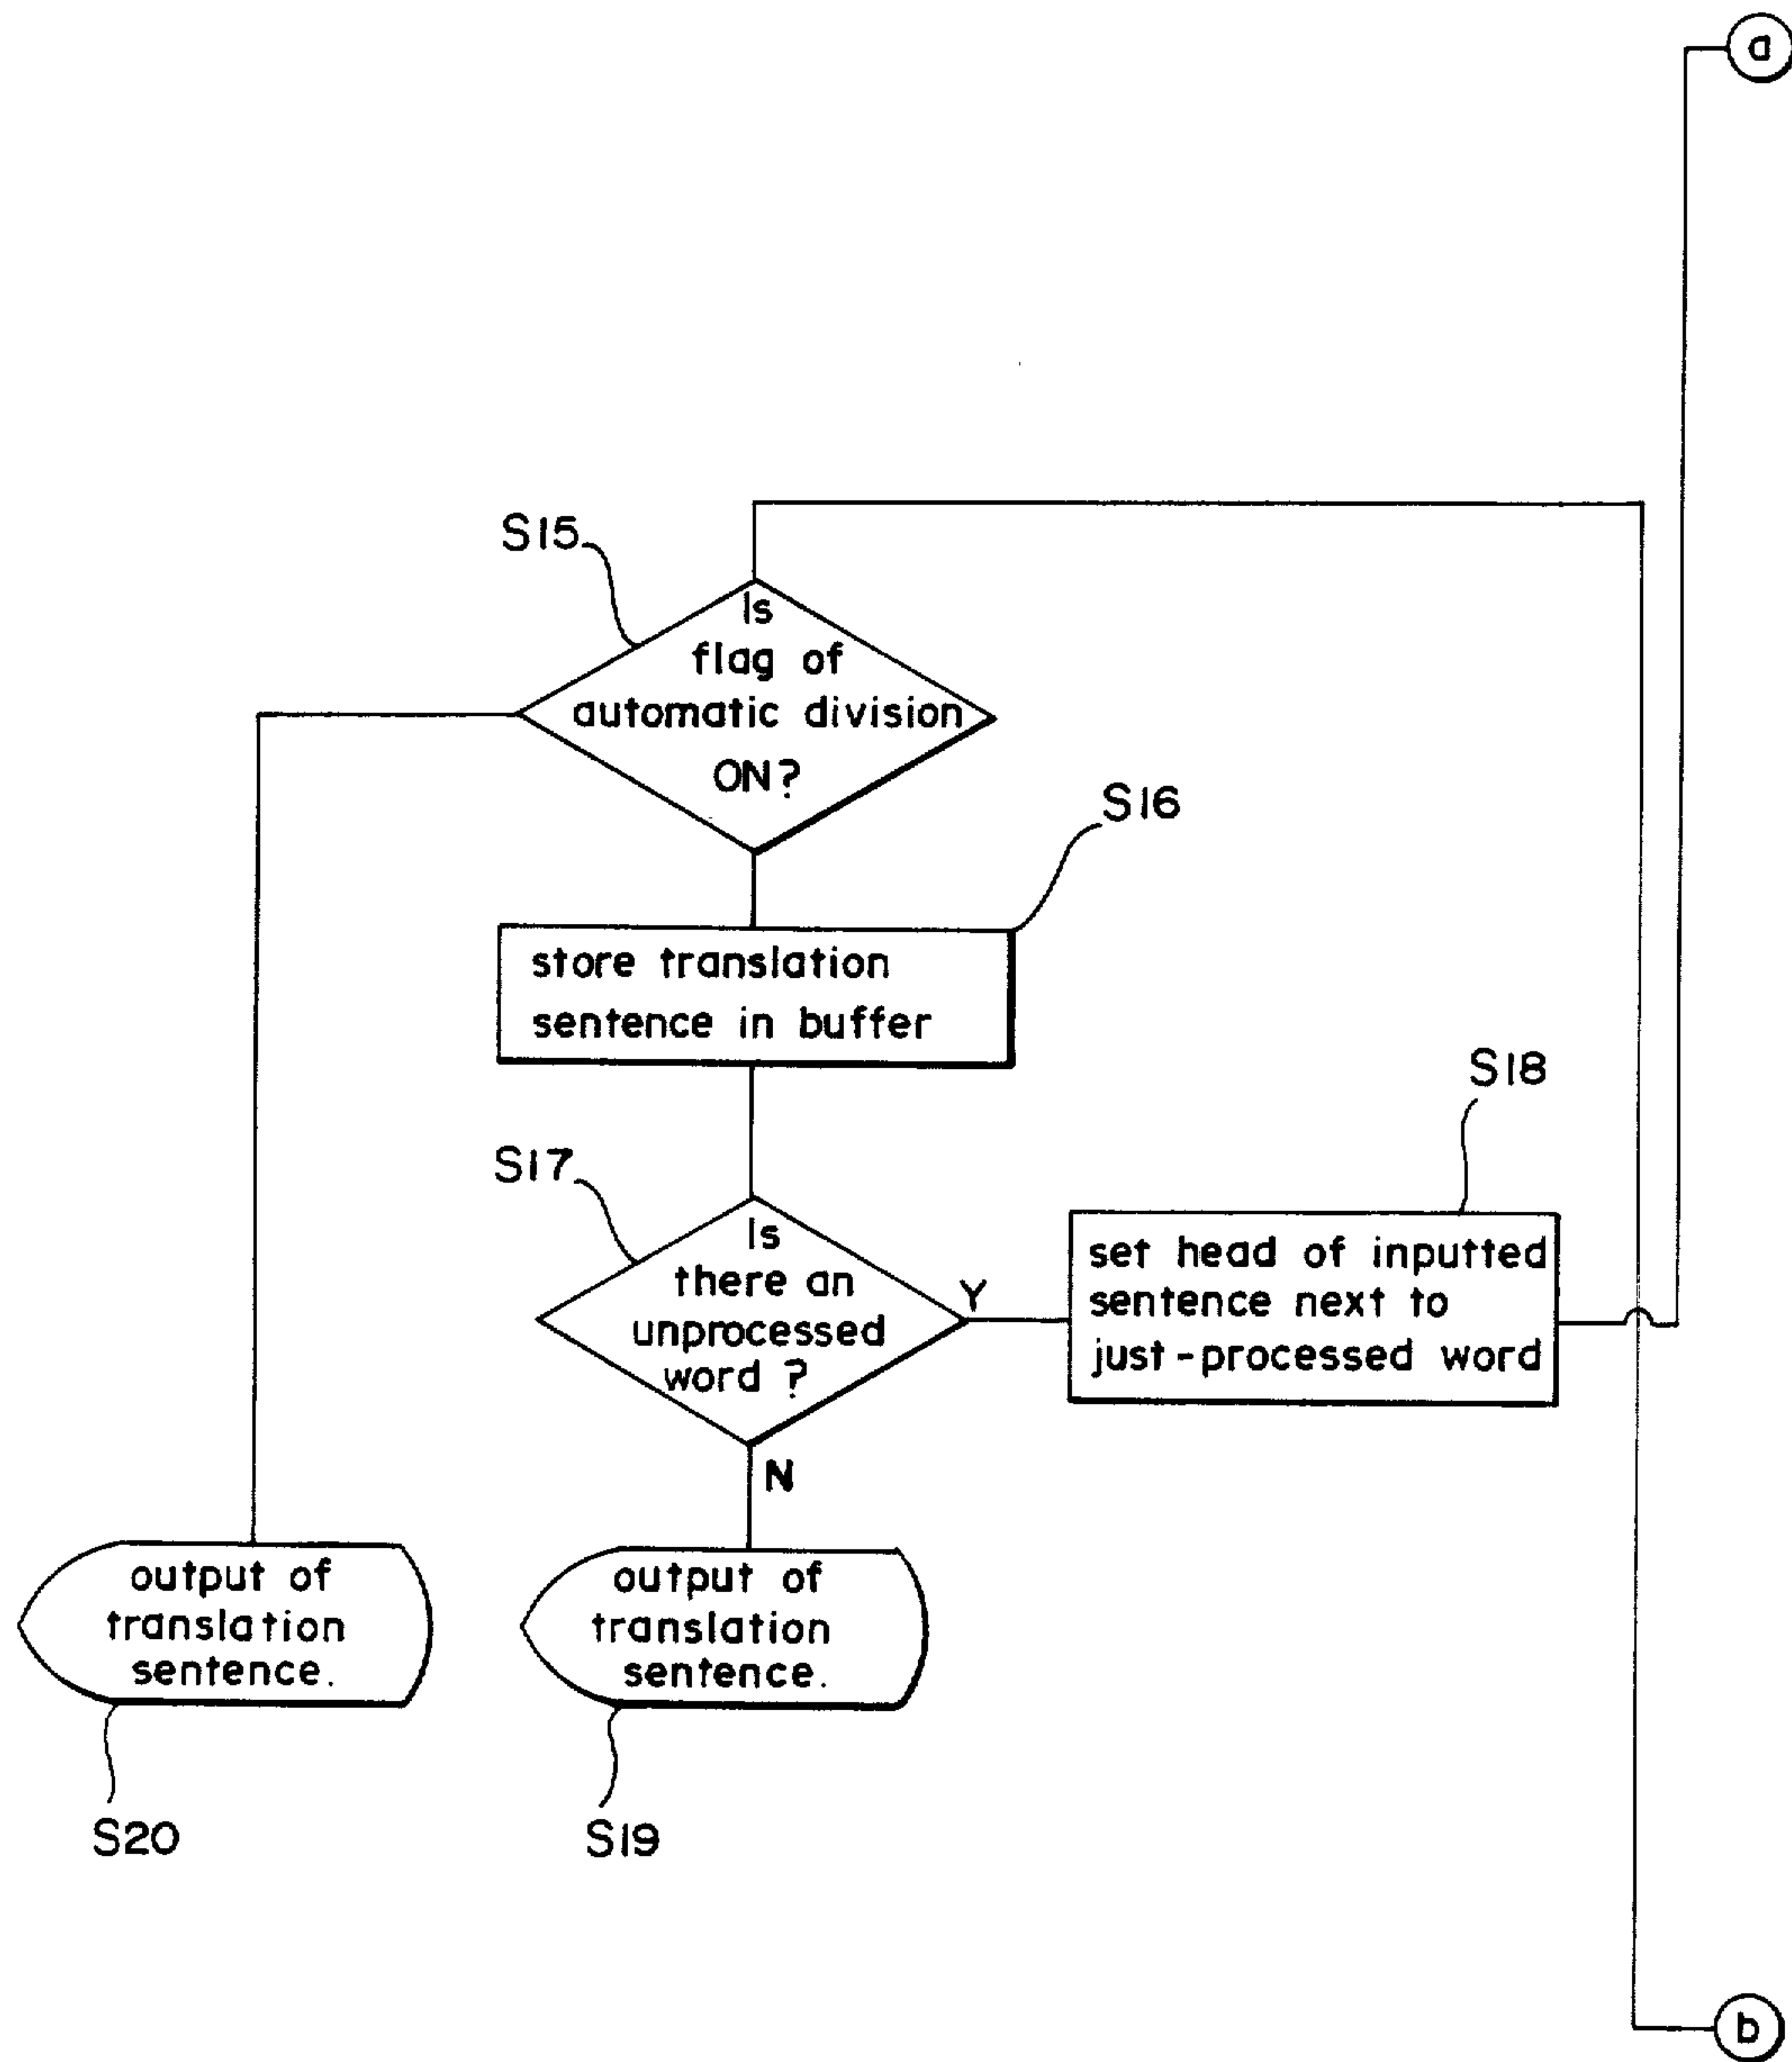 a
S15
Is
flag of
automatic division
ON?
S16
store translation
sentence in buffer
S17
Is
there an
unprocessed
word ?
Y
N
S18
set head of inputted
sentence next to
just-processed word
output of
translation
sentence.
S20
output of
translation
sentence.
S19
b